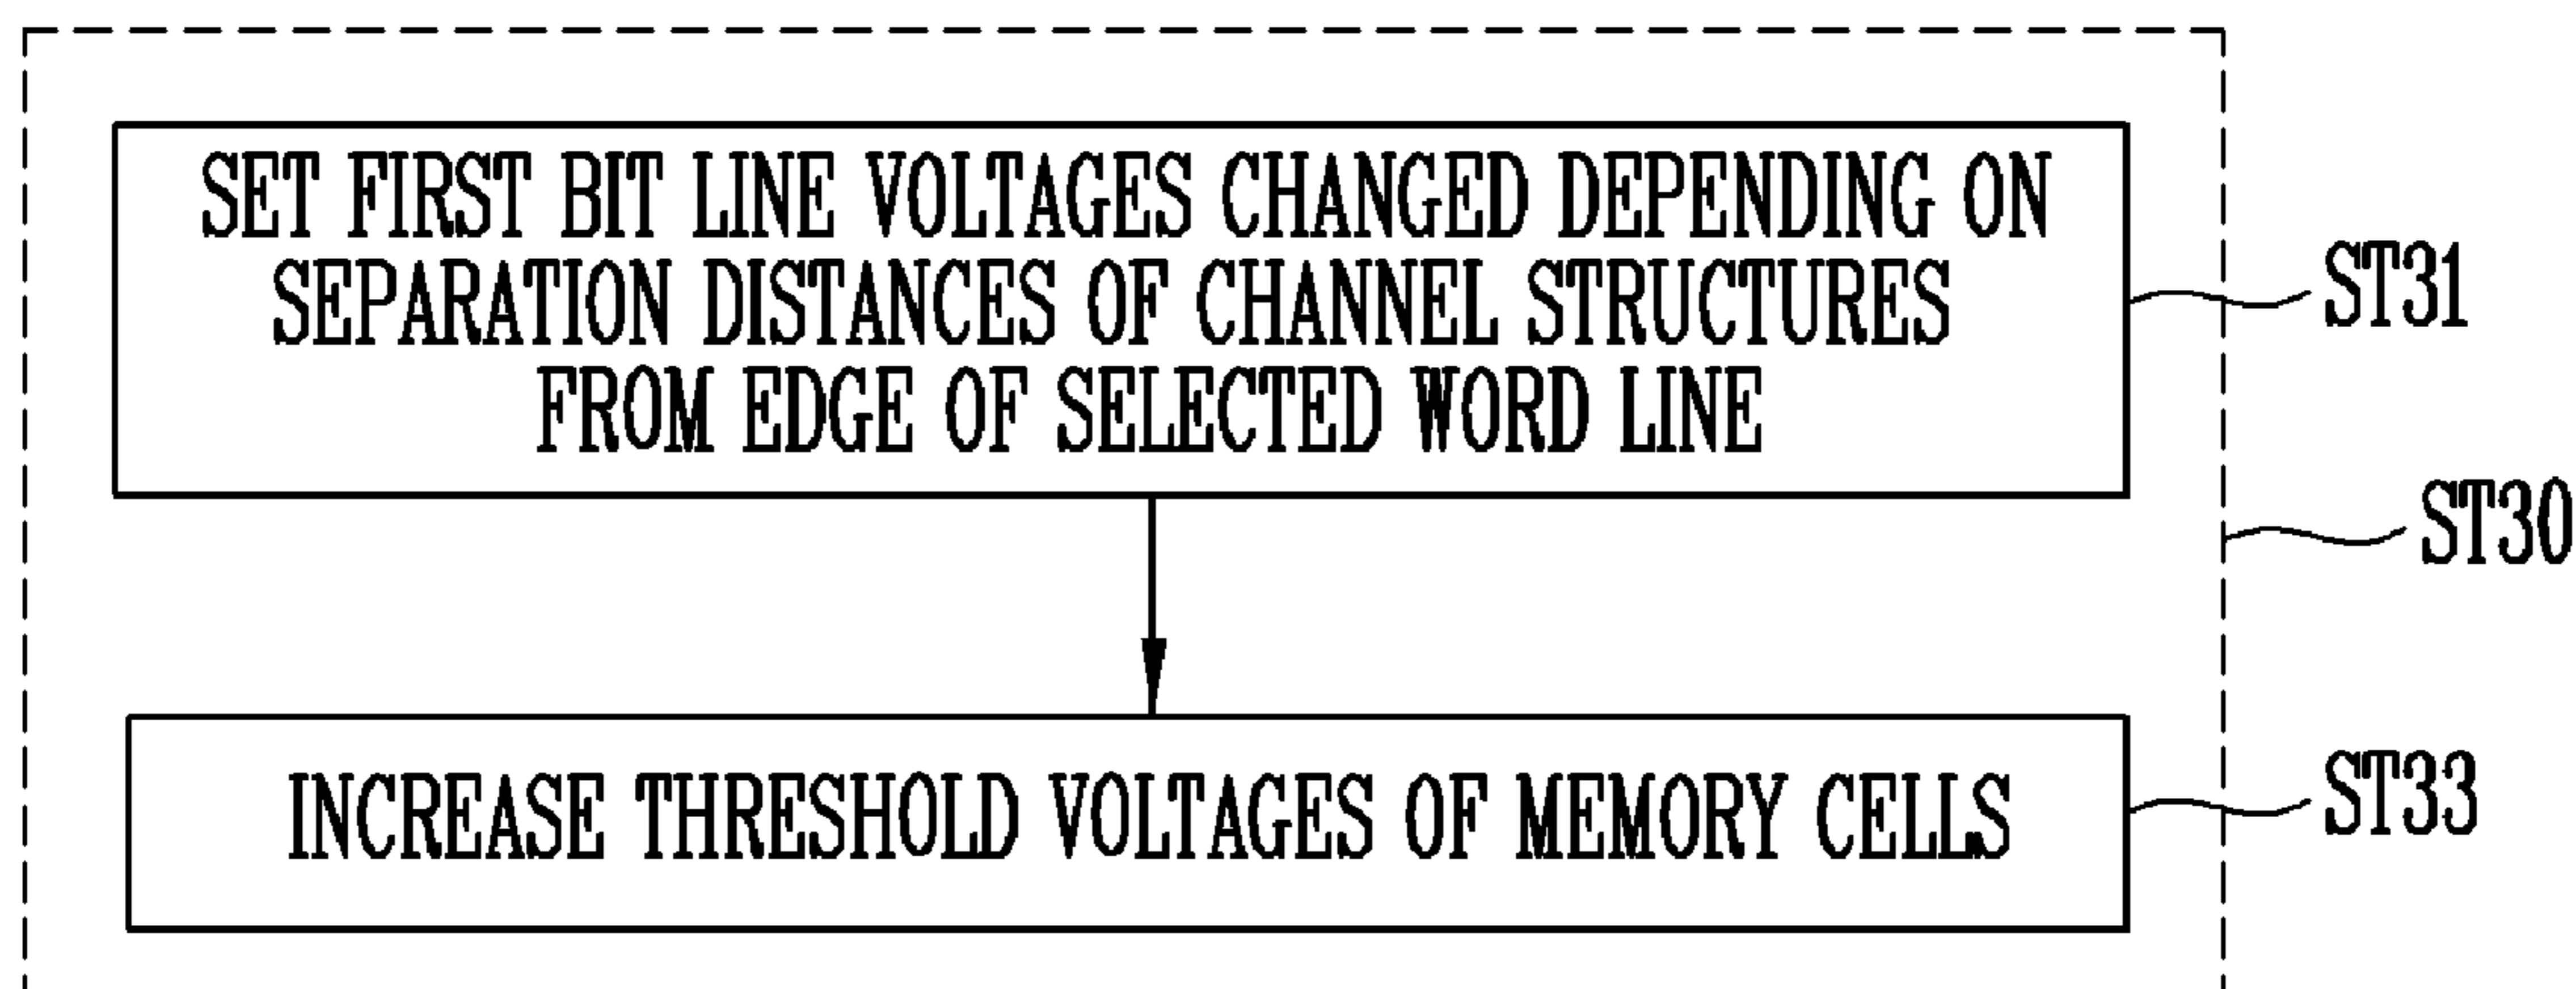 SET FIRST BIT LINE VOLTAGES CHANGED DEPENDING ON
SEPARATION DISTANCES OF CHANNEL STRUCTURES
FROM EDGE OF SELECTED WORD LINE
ST31
ST30
INCREASE THRESHOLD VOLTAGES OF MEMORY CELLS
ST33